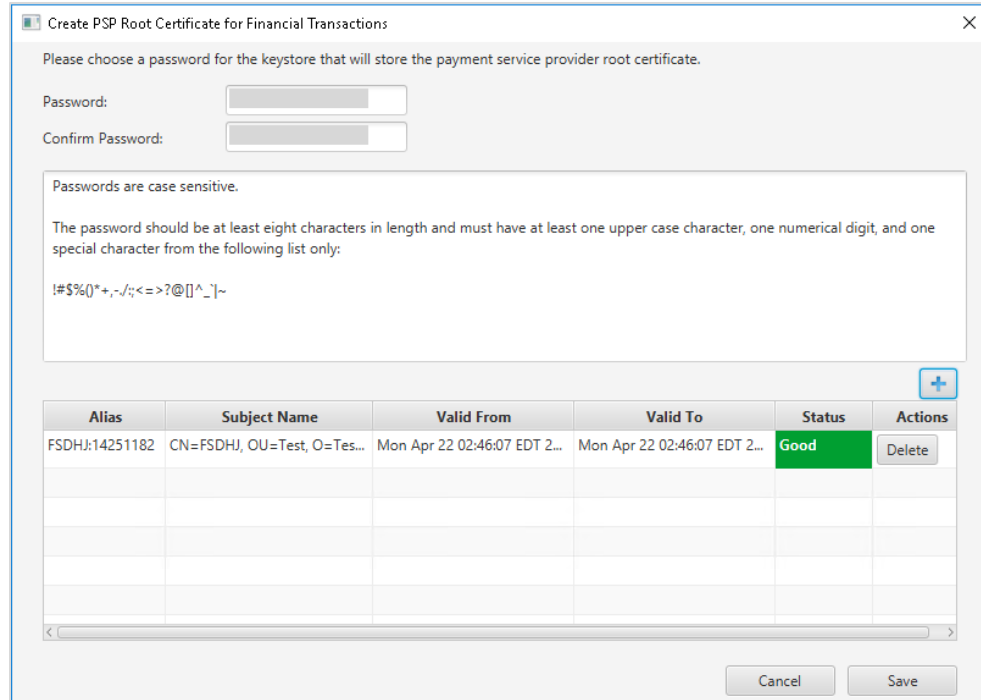 Create PSP Root Certificate for Financial Transactions
Please choose a password for the keystore that will store the payment service provider root certificate.
Password:
Confirm Password:
Passwords are case sensitive.
The password should be at least eight characters in length and must have at least one upper case character, one numerical digit, and one
special character from the following list only:
!#$%()*+,-./:;<=>?@[]^_`|~
Alias Subject Name Valid From Valid To Status Actions
FSDHJ:14251182 CN=FSDHJ, OU=Test, O=Tes... Mon Apr 22 02:46:07 EDT 2... Mon Apr 22 02:46:07 EDT 2... Good Delete
Cancel Save